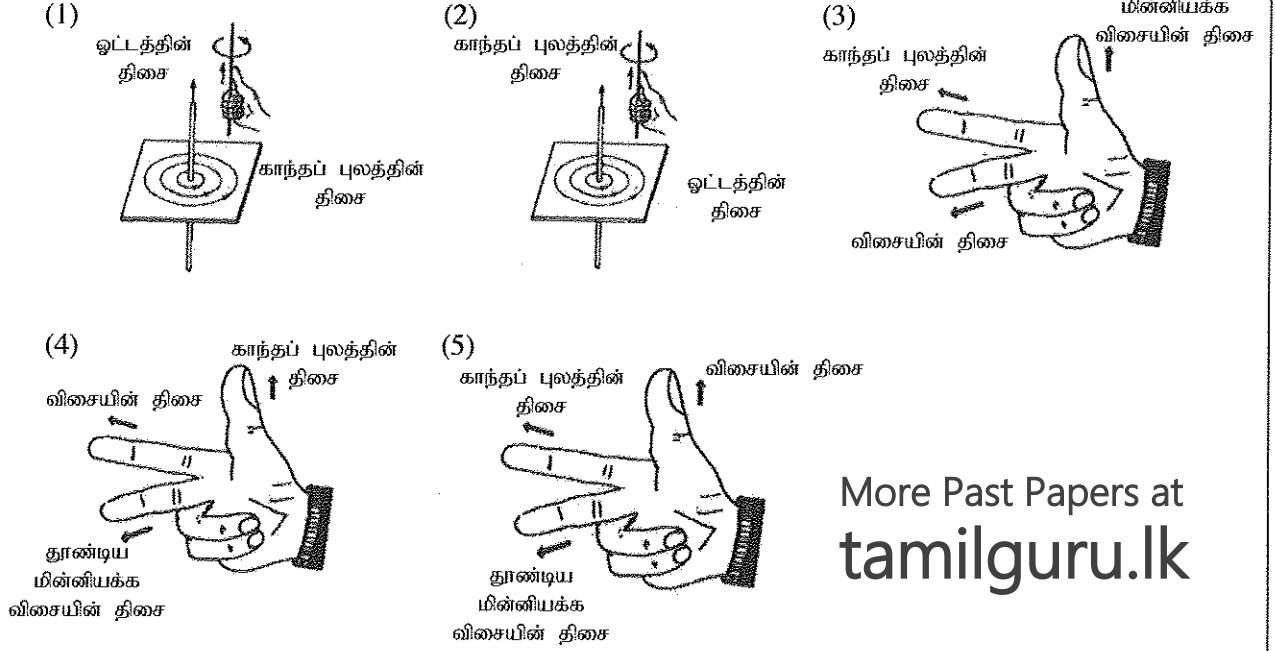 (1)
ஓட்டத்தின்
திசை
காந்தப் புலத்தின்
திசை
(2)
காந்தப் புலத்தின்
திசை
ஓட்டத்தின்
திசை
(3)
மின்னியக்க
விசையின் திசை
காந்தப் புலத்தின்
திசை
விசையின் திசை
(4)
காந்தப் புலத்தின்
திசை
விசையின் திசை
தூண்டிய
மின்னியக்க
விசையின் திசை
(5)
விசையின் திசை
காந்தப் புலத்தின்
திசை
தூண்டிய
மின்னியக்க
விசையின் திசை
More Past Papers at
tamilguru.lk